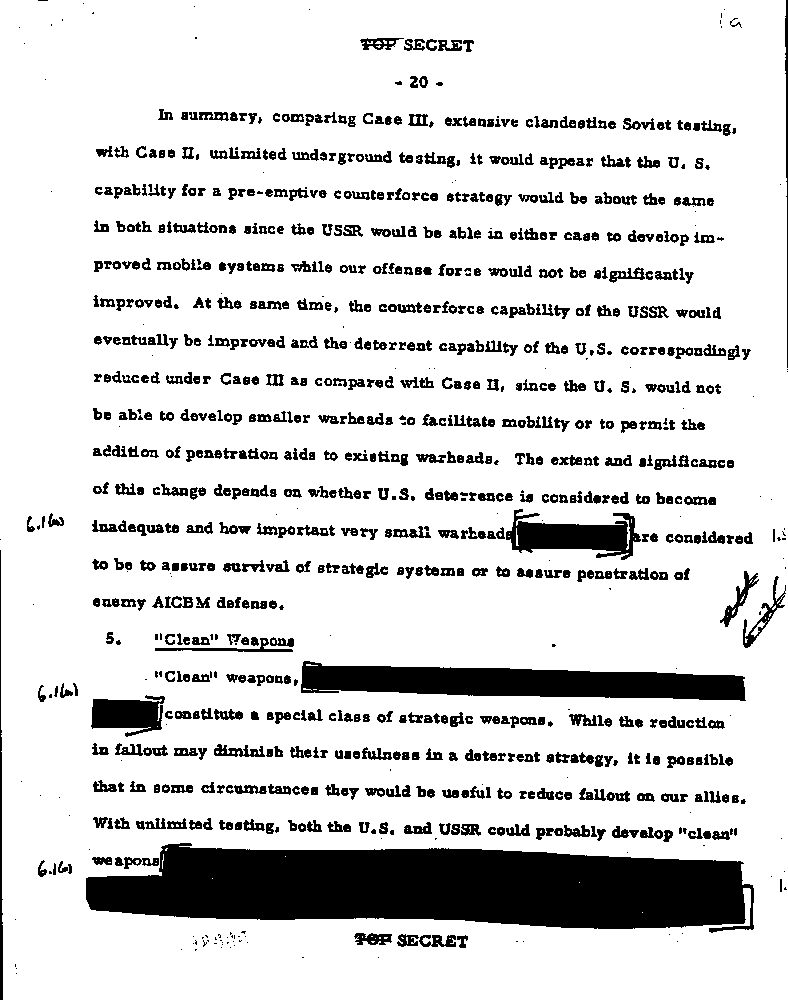 1a
TOP SECRET
- 20 -
In summary, comparing Case III, extensive clandestine Soviet testing,
with Case II, unlimited underground testing, it would appear that the U. S.
capability for a pre-emptive counterforce strategy would be about the same
in both situations since the USSR would be able in either case to develop im-
proved mobile systems while our offense force would not be significantly
improved. At the same time, the counterforce capability of the USSR would
eventually be improved and the deterrent capability of the U.S. correspondingly
reduced under Case III as compared with Case II, since the U. S. would not
be able to develop smaller warheads to facilitate mobility or to permit the
addition of penetration aids to existing warheads. The extent and significance
of this change depends on whether U.S. deterrence is considered to become
6.1(a) inadequate and how important very small warheads are considered
to be to assure survival of strategic systems or to assure penetration of
enemy AICBM defense.
5. "Clean" Weapons
"Clean" weapons,
6.1(a)
constitute a special class of strategic weapons. While the reduction
in fallout may diminish their usefulness in a deterrent strategy, it is possible
that in some circumstances they would be useful to reduce fallout on our allies.
With unlimited testing, both the U.S. and USSR could probably develop "clean"
6.1(a) weapons
TOP SECRET